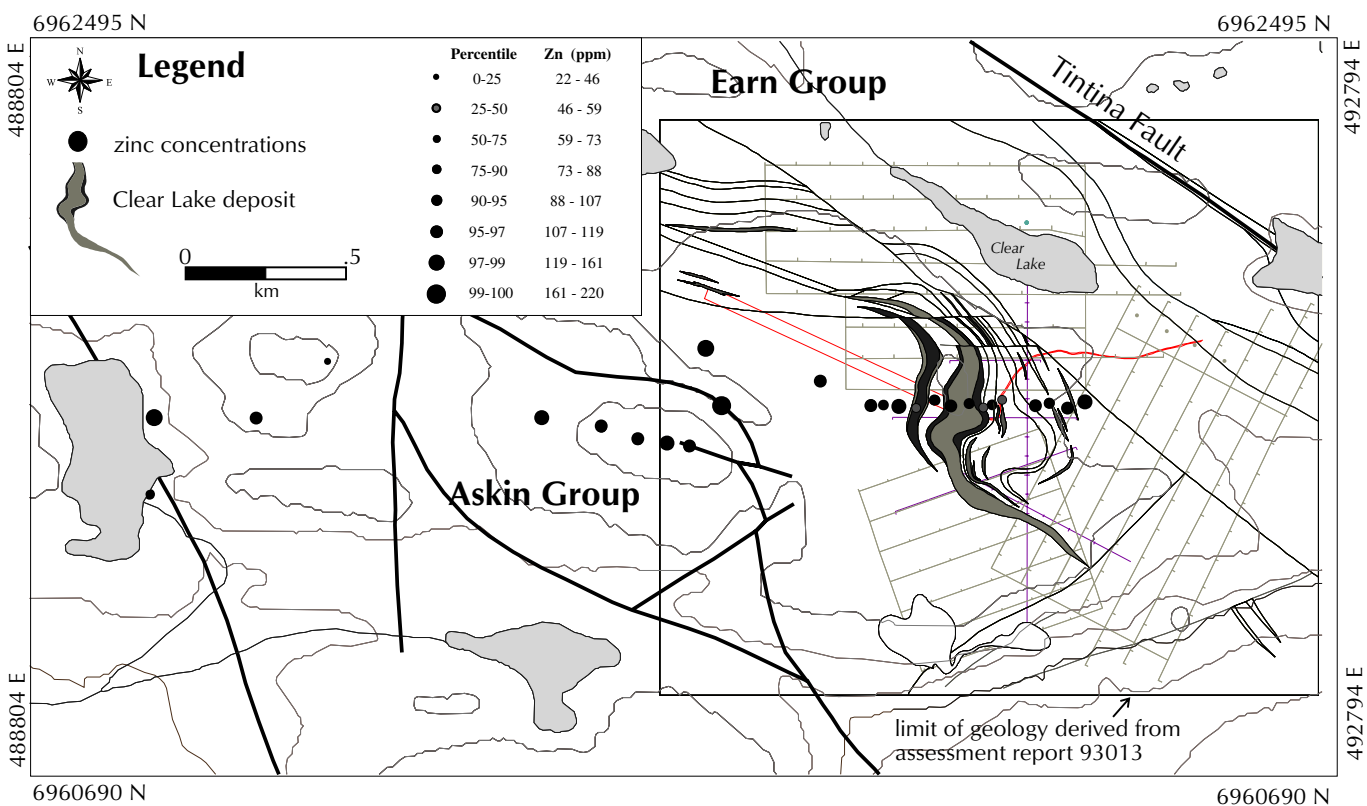 6962495 N
6962495 N
488804 E
492794 E
Legend
N
W
E
S
zinc concentrations
Clear Lake deposit
0
.5
km
Percentile Zn (ppm)
0-25 22 - 46
25-50 46 - 59
50-75 59 - 73
75-90 73 - 88
90-95 88 - 107
95-97 107 - 119
97-99 119 - 161
99-100 161 - 220
Earn Group
Tintina Fault
Clear
Lake
Askin Group
limit of geology derived from
assessment report 93013
488804 E
492794 E
6960690 N
6960690 N